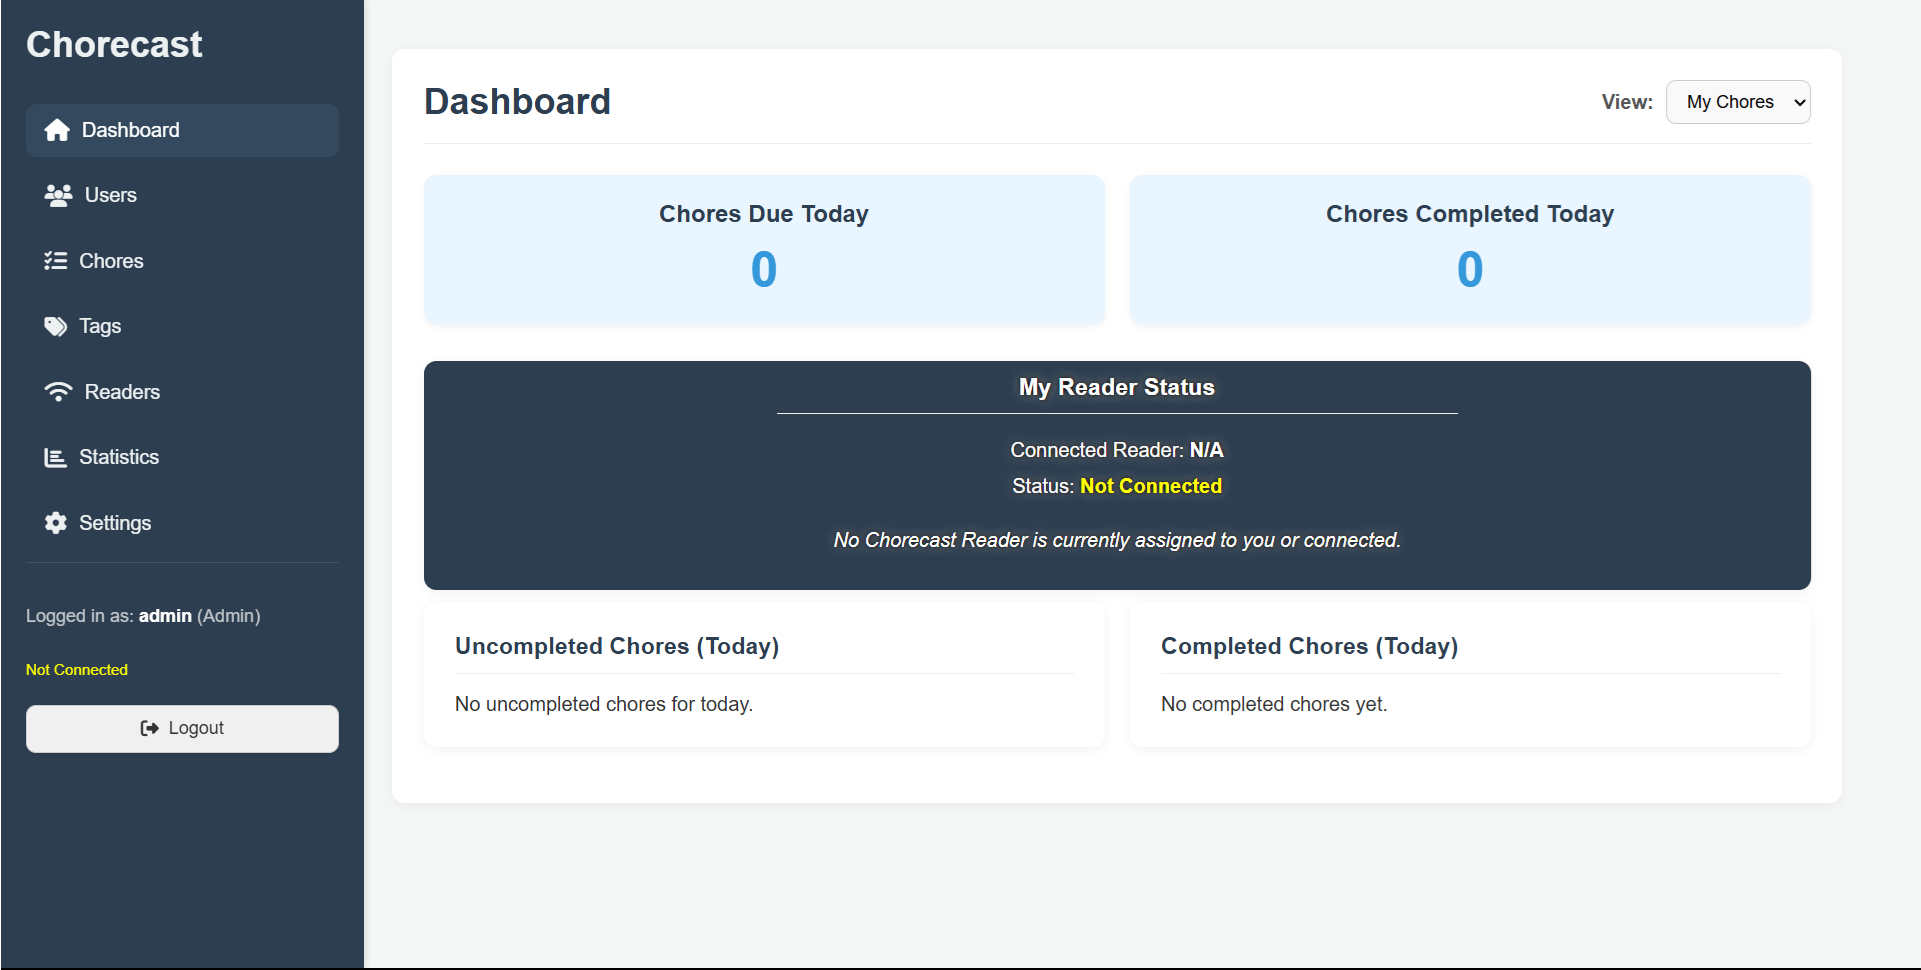 Chorecast
Dashboard
Users
Chores
Tags
Readers
Statistics
Settings
Logged in as: admin (Admin)
Not Connected
Logout
Dashboard
View: My Chores
Chores Due Today
0
Chores Completed Today
0
My Reader Status
Connected Reader: N/A
Status: Not Connected
No Chorecast Reader is currently assigned to you or connected.
Uncompleted Chores (Today)
No uncompleted chores for today.
Completed Chores (Today)
No completed chores yet.